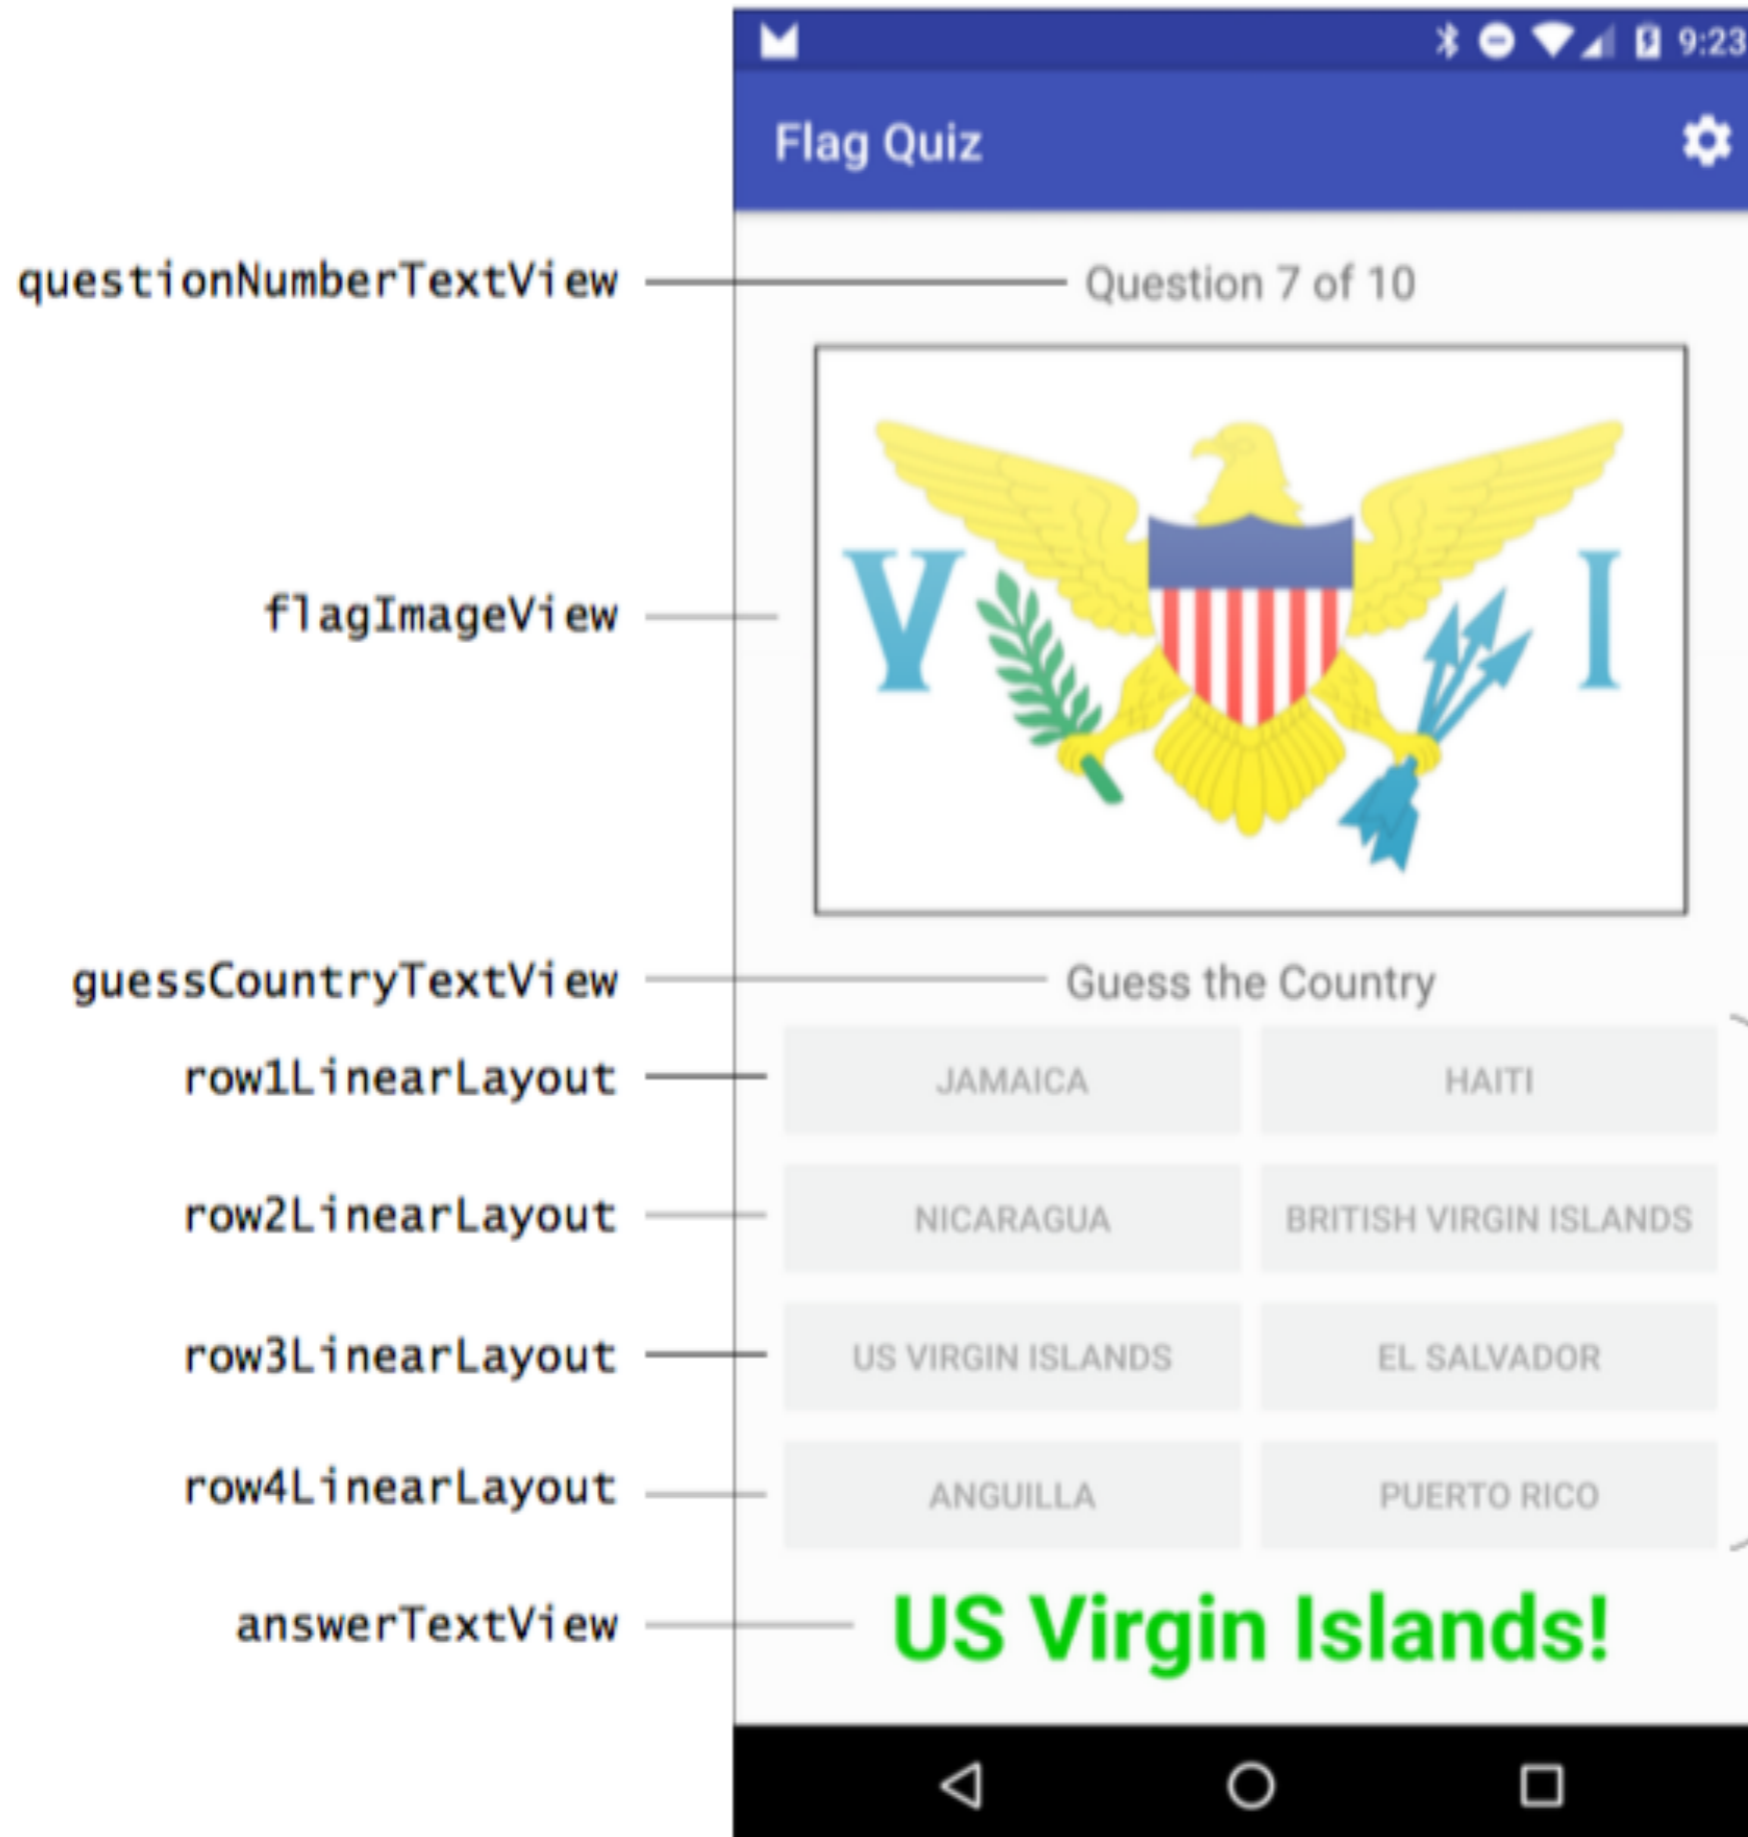 9:23
Flag Quiz
questionNumberTextView Question 7 of 10
V I
flagImageView
guessCountryTextView Guess the Country
row1LinearLayout JAMAICA HAITI
row2LinearLayout NICARAGUA BRITISH VIRGIN ISLANDS
row3LinearLayout US VIRGIN ISLANDS EL SALVADOR
row4LinearLayout ANGUILLA PUERTO RICO
answerTextView US Virgin Islands!